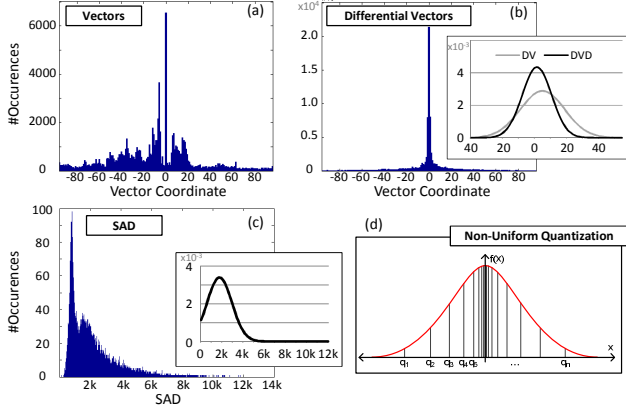 Vectors
(a)
#Occurences
6000
4000
2000
0
-80 -60 -40 -20 0 20 40 60 80
Vector Coordinate
x10⁴
Differential Vectors
(b)
2.0
1.5
1.0
0.5
0
-80 -60 -40 -20 0 20 40 60 80
Vector Coordinate
x10⁻³
DV DVD
4
2
0
40 20 0 20 40
SAD
(c)
#Occurences
100
80
60
40
20
0
2k 4k 6k 8k 10k 12k 14k
SAD
x10⁻³
4
2
0
0 2k 4k 6k 8k 10k 12k
(d)
Non-Uniform Quantization
f(X)
x
q₁ q₂ q₃ q₄ q₅ ... qₙ